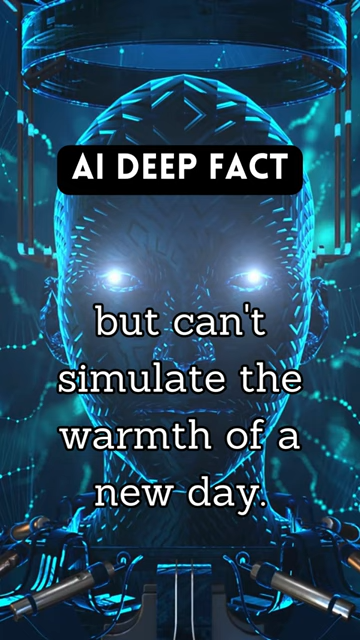 AI DEEP FACT
but can't
simulate the
warmth of a
new day.